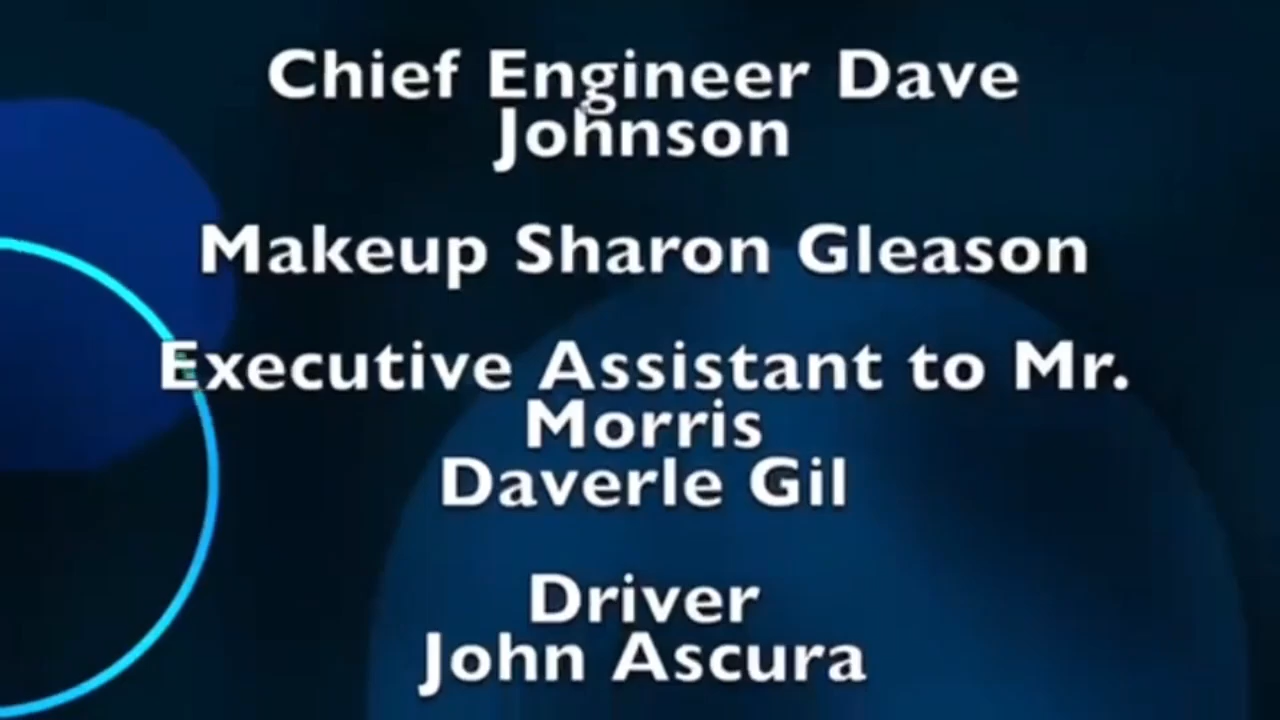 Chief Engineer Dave
Johnson
Makeup Sharon Gleason
Executive Assistant to Mr.
Morris
Daverle Gil
Driver
John Ascura